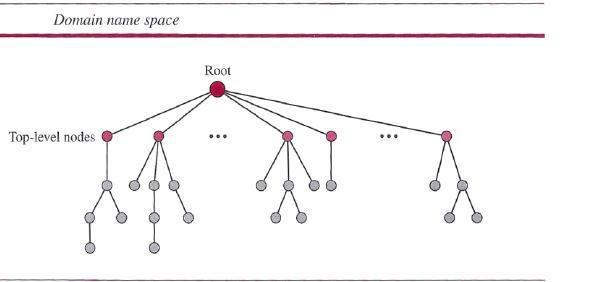 Domain name space
Root
Top-level nodes
... ...